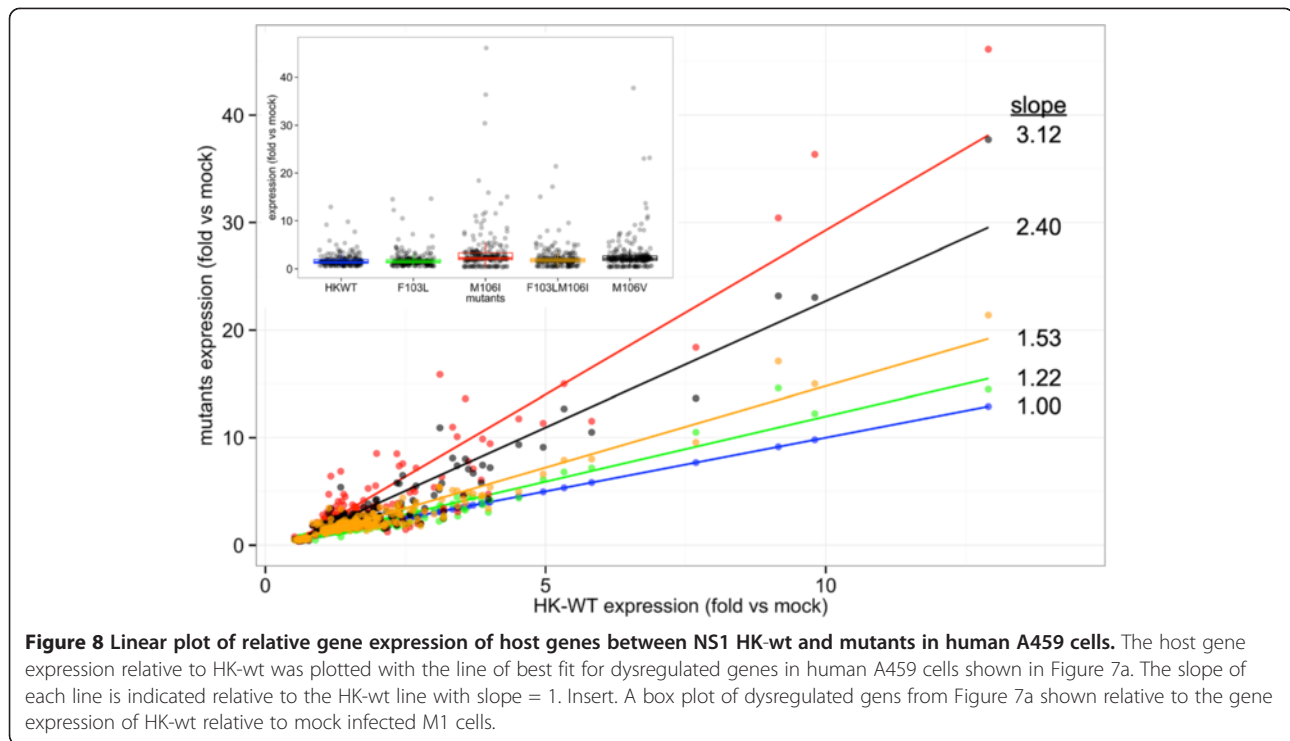 mutants expression (fold vs mock)
40
30
20
10
0
expression (fold vs mock)
40
30
20
10
0
HKWT
F103L
M106I
F103LM106I
M106V
mutants
slope
3.12
2.40
1.53
1.22
1.00
0
5
10
HK-WT expression (fold vs mock)
Figure 8 Linear plot of relative gene expression of host genes between NS1 HK-wt and mutants in human A459 cells. The host gene
expression relative to HK-wt was plotted with the line of best fit for dysregulated genes in human A459 cells shown in Figure 7a. The slope of
each line is indicated relative to the HK-wt line with slope = 1. Insert. A box plot of dysregulated gens from Figure 7a shown relative to the gene
expression of HK-wt relative to mock infected M1 cells.